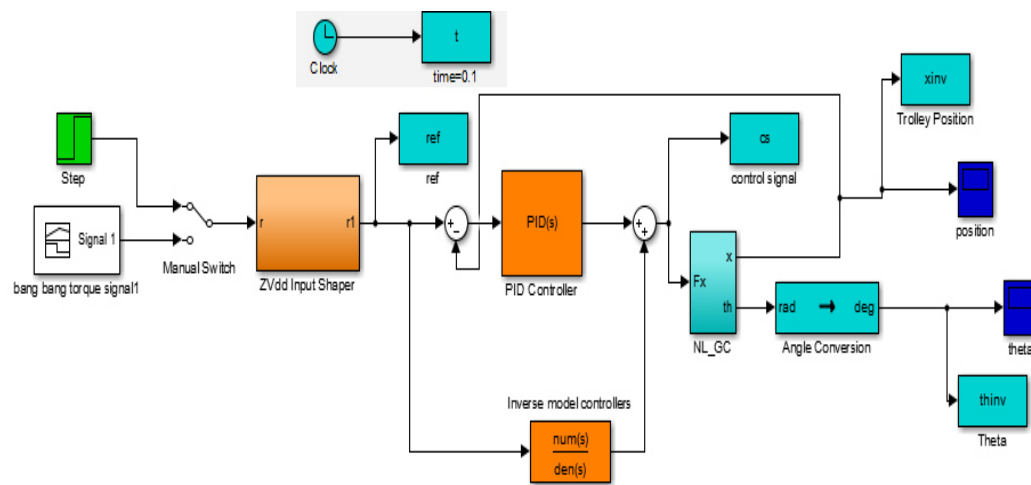 t
Clock
time=0.1
xinv
Trolley Position
ref
ref
cs
control signal
Step
Signal 1
bang bang torque signal1
Manual Switch
r
r1
ZVdd Input Shaper
+
−
PID(s)
PID Controller
+
+
position
Fx
x
th
NL_GC
rad
deg
Angle Conversion
theta
thinv
Theta
Inverse model controllers
num(s)
den(s)